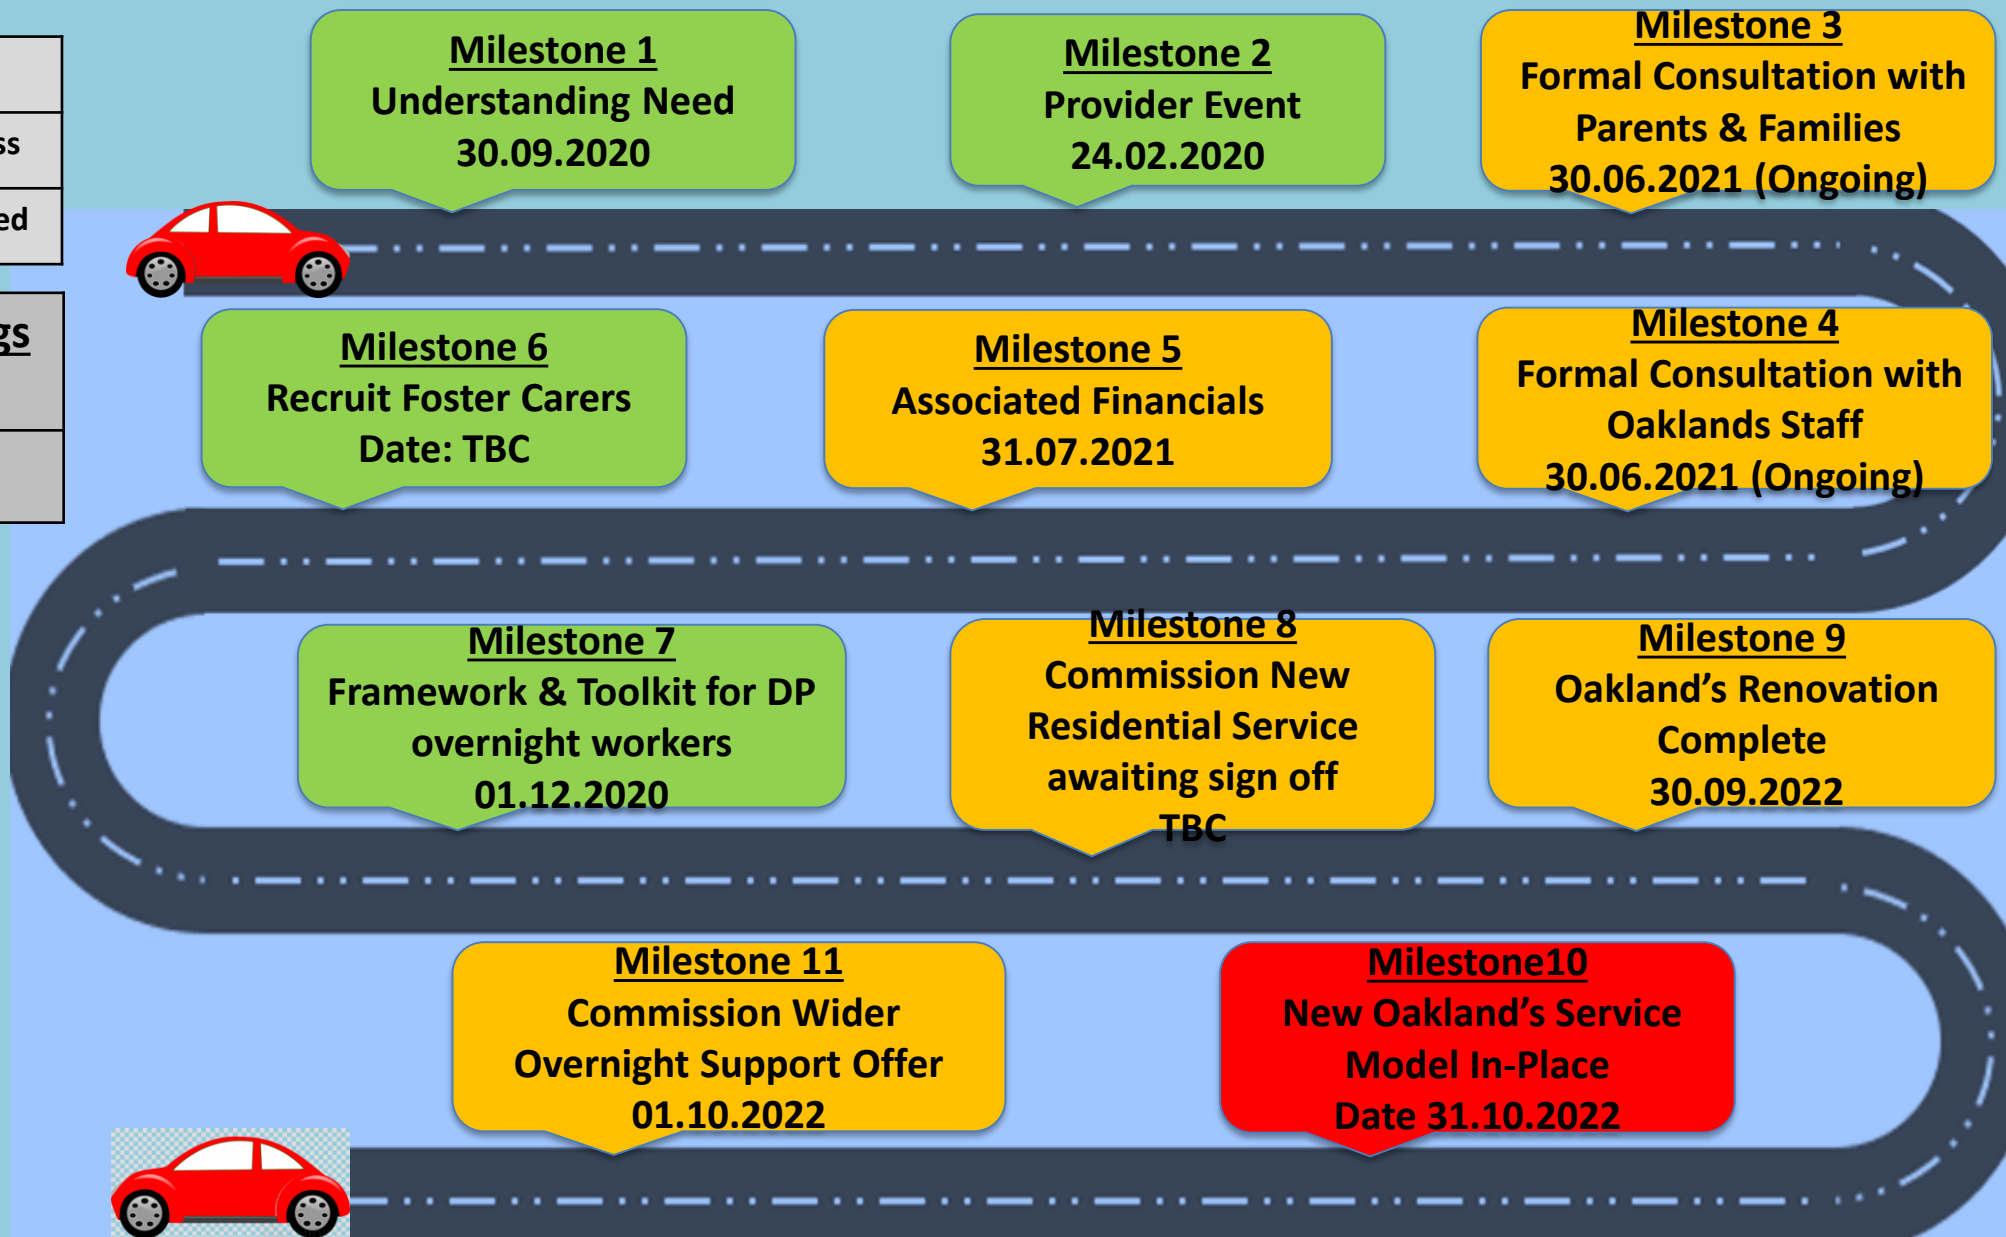 Milestone 1
Understanding Need
30.09.2020
Milestone 2
Provider Event
24.02.2020
Milestone 3
Formal Consultation with
Parents & Families
30.06.2021 (Ongoing)
Milestone 6
Recruit Foster Carers
Date: TBC
Milestone 5
Associated Financials
31.07.2021
Milestone 4
Formal Consultation with
Oaklands Staff
30.06.2021 (Ongoing)
Milestone 7
Framework & Toolkit for DP
overnight workers
01.12.2020
Milestone 8
Commission New
Residential Service
awaiting sign off
TBC
Milestone 9
Oakland’s Renovation
Complete
30.09.2022
Milestone 11
Commission Wider
Overnight Support Offer
01.10.2022
Milestone10
New Oakland’s Service
Model In-Place
Date 31.10.2022